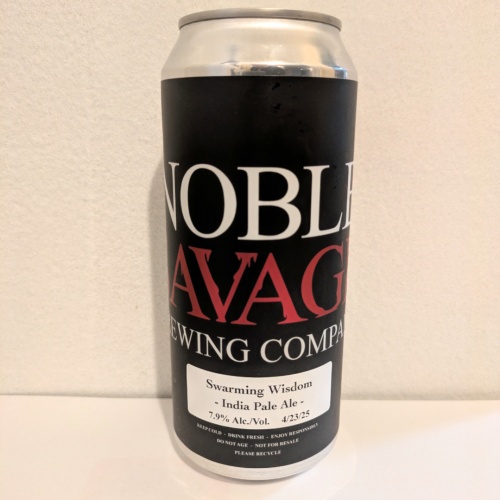 NOBLE
AVAG
EWING COMPA
Swarming Wisdom
- India Pale Ale -
7.9% Alc./Vol. 4/23/25
KEEP COLD - DRINK FRESH - ENJOY RESPONSIBLY
DO NOT AGE - NOT FOR RESALE
PLEASE RECYCLE